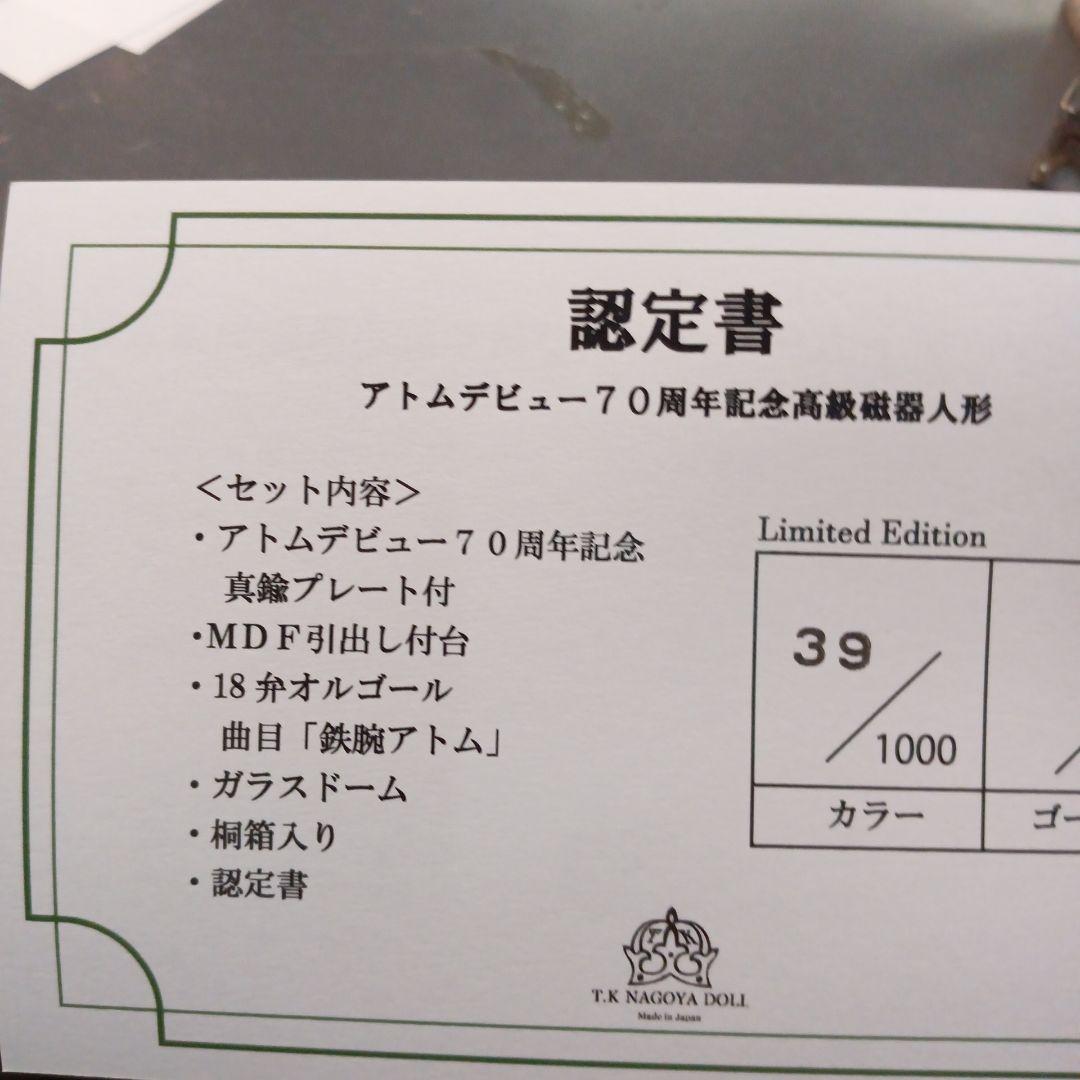 認定書
アトムデビュー７０周年記念高級磁器人形
＜セット内容＞
・アトムデビュー７０周年記念
真鍮プレート付
・ＭＤＦ引出し付台
・18弁オルゴール
曲目「鉄腕アトム」
・ガラスドーム
・桐箱入り
・認定書
Limited Edition
39／1000
カラー
ゴー
T.K NAGOYA DOLL
Made in Japan